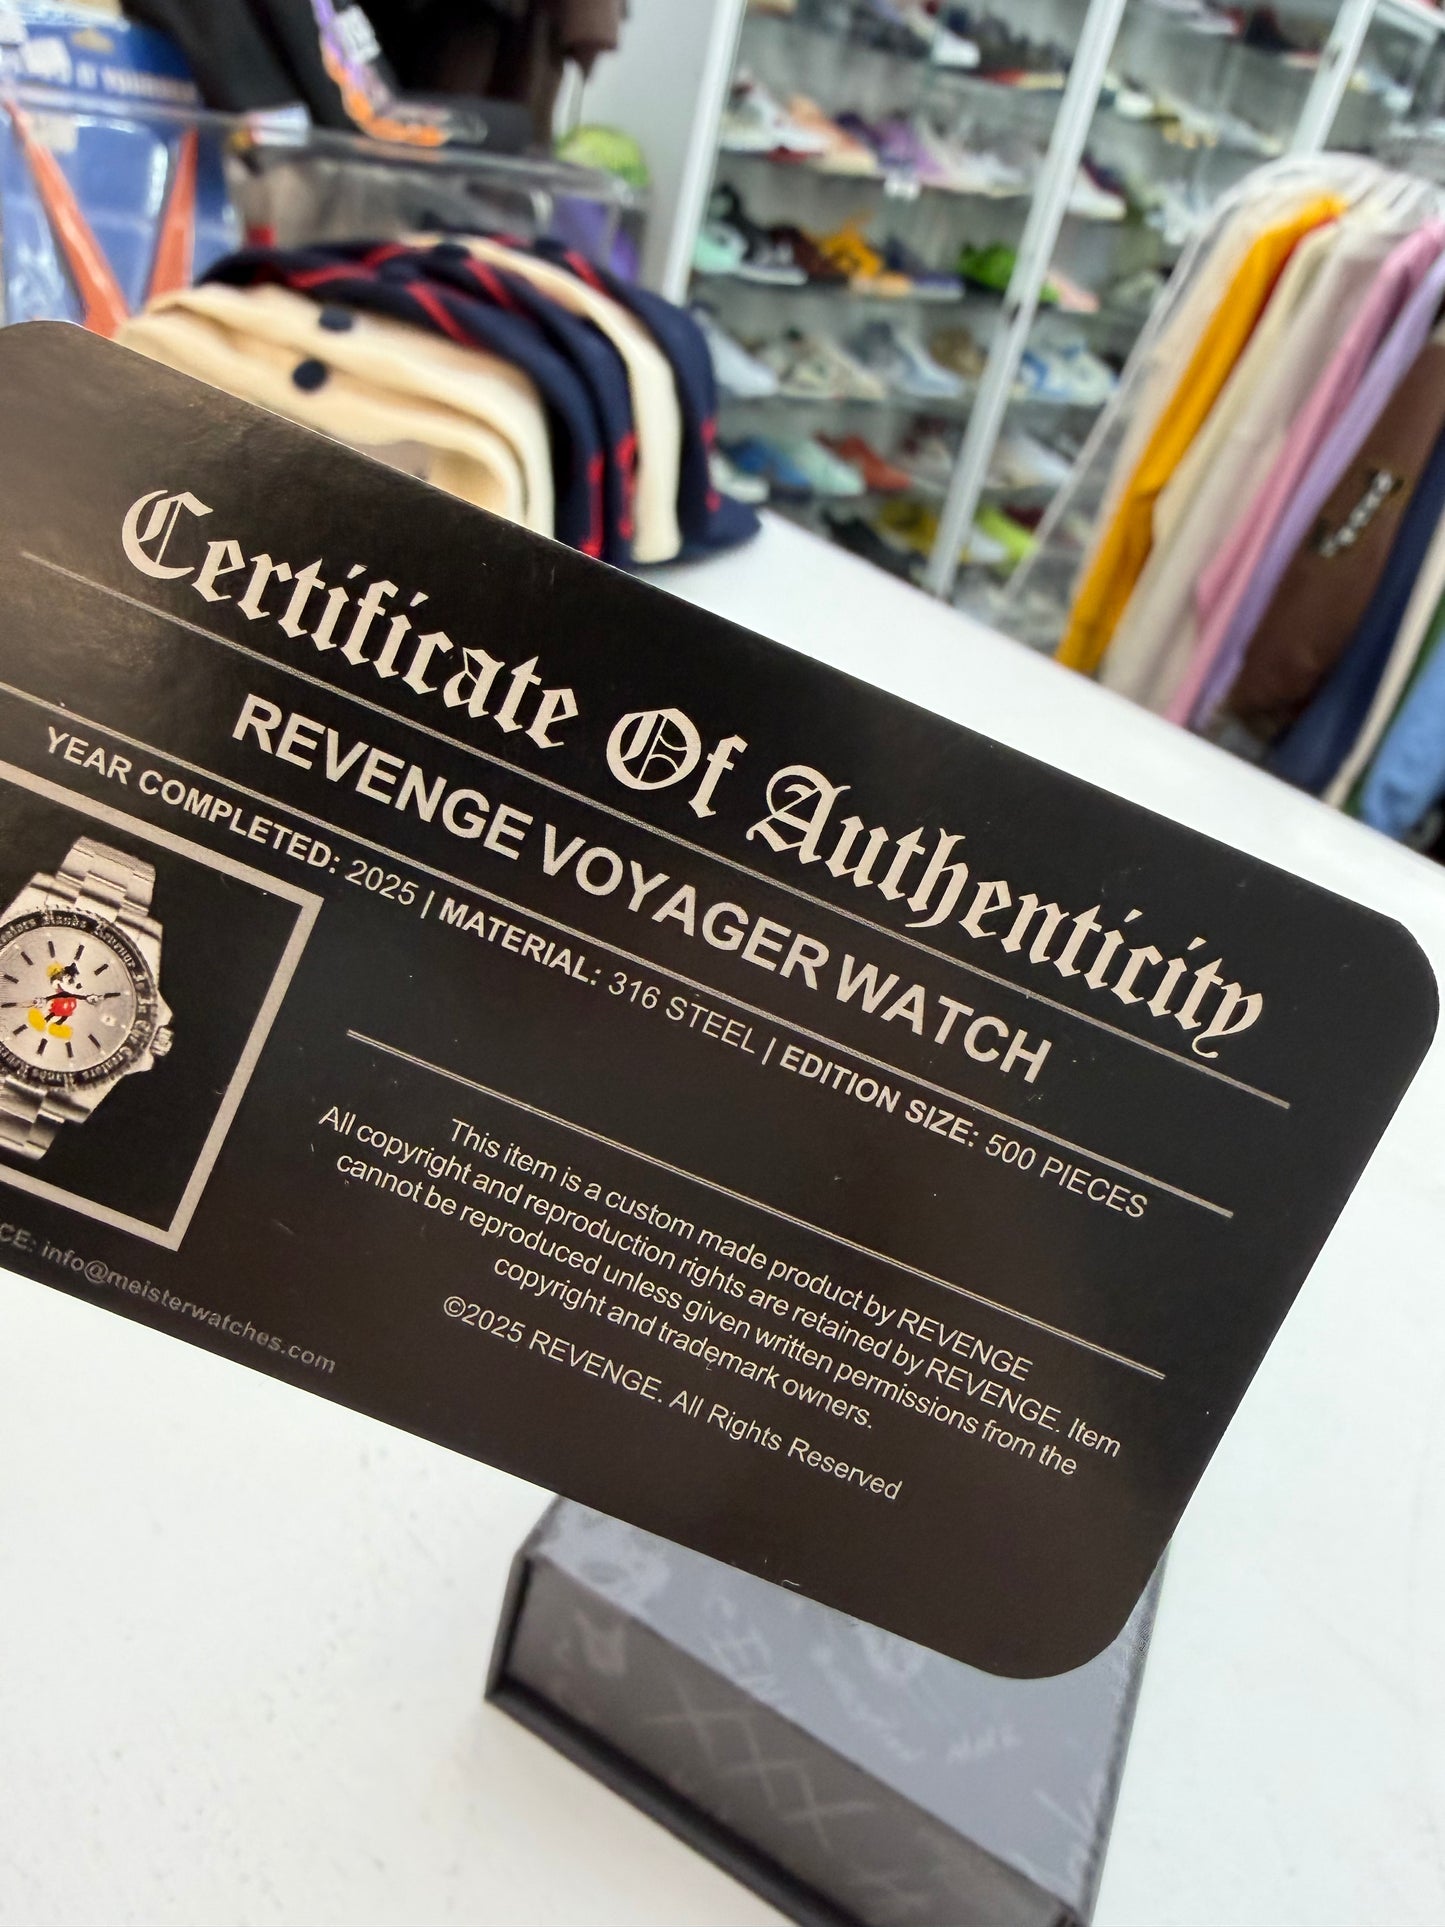 Certificate Of Authenticity
REVENGE VOYAGER WATCH
YEAR COMPLETED: 2025 | MATERIAL: 316 STEEL | EDITION SIZE: 500 PIECES
This item is a custom made product by REVENGE
All copyright and reproduction rights are retained by REVENGE. Item
cannot be reproduced unless given written permissions from the
copyright and trademark owners.
©2025 REVENGE. All Rights Reserved
info@meisterwatches.com
XXX